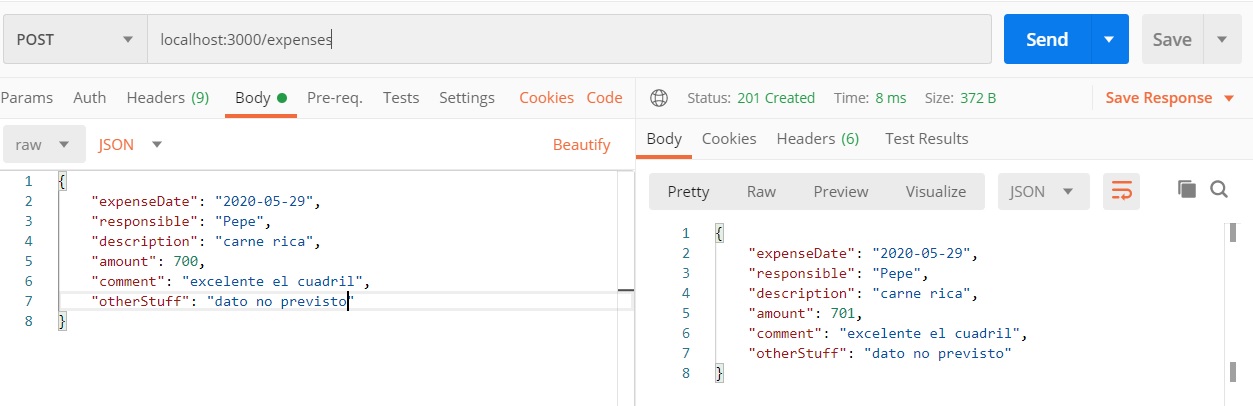 POST localhost:3000/expenses Send Save
Params Auth Headers (9) Body Pre-req. Tests Settings Cookies Code
raw JSON Beautify
1 {
2 "expenseDate": "2020-05-29",
3 "responsible": "Pepe",
4 "description": "carne rica",
5 "amount": 700,
6 "comment": "excelente el cuadril",
7 "otherStuff": "dato no previsto"
8 }
Status: 201 Created Time: 8 ms Size: 372 B Save Response
Body Cookies Headers (6) Test Results
Pretty Raw Preview Visualize JSON
1 {
2 "expenseDate": "2020-05-29",
3 "responsible": "Pepe",
4 "description": "carne rica",
5 "amount": 701,
6 "comment": "excelente el cuadril",
7 "otherStuff": "dato no previsto"
8 }